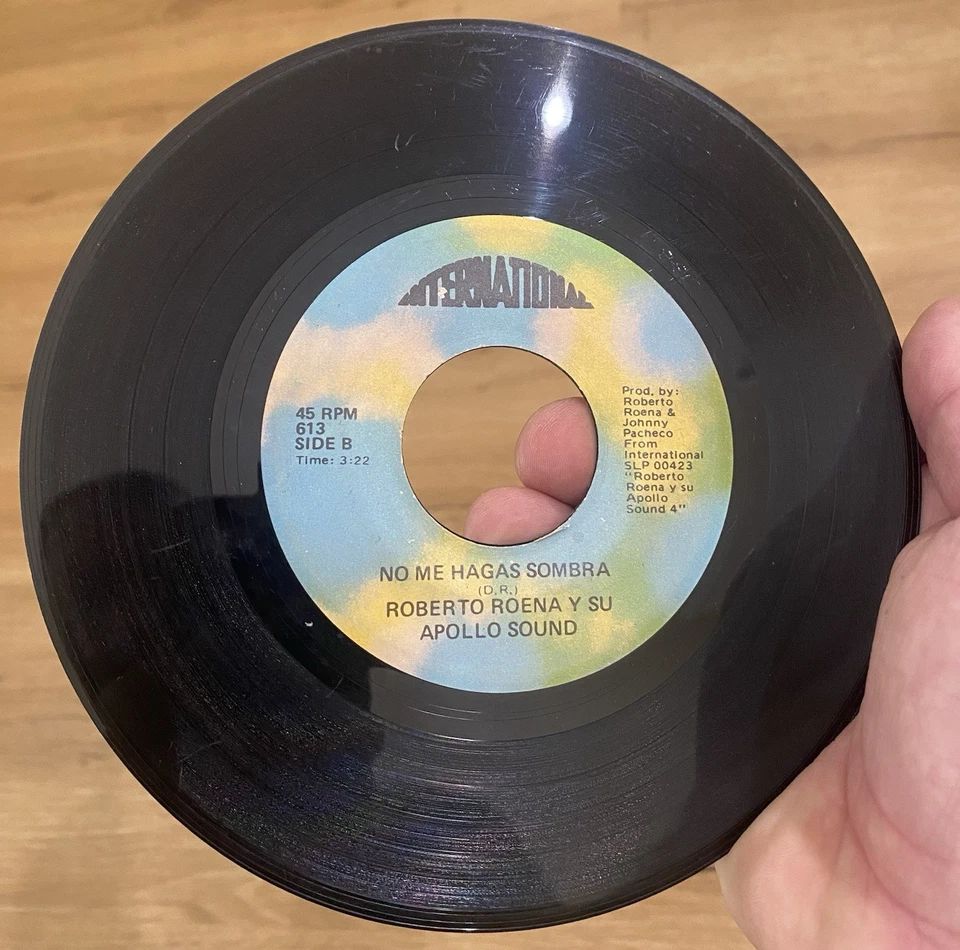 INTERNATIONAL
45 RPM
613
SIDE B
Time: 3:22
Prod. by:
Roberto
Roena &
Johnny
Pacheco
From
International
SLP 00423
"Roberto
Roena y su
Apollo
Sound 4"
NO ME HAGAS SOMBRA
(D.R.)
ROBERTO ROENA Y SU
APOLLO SOUND